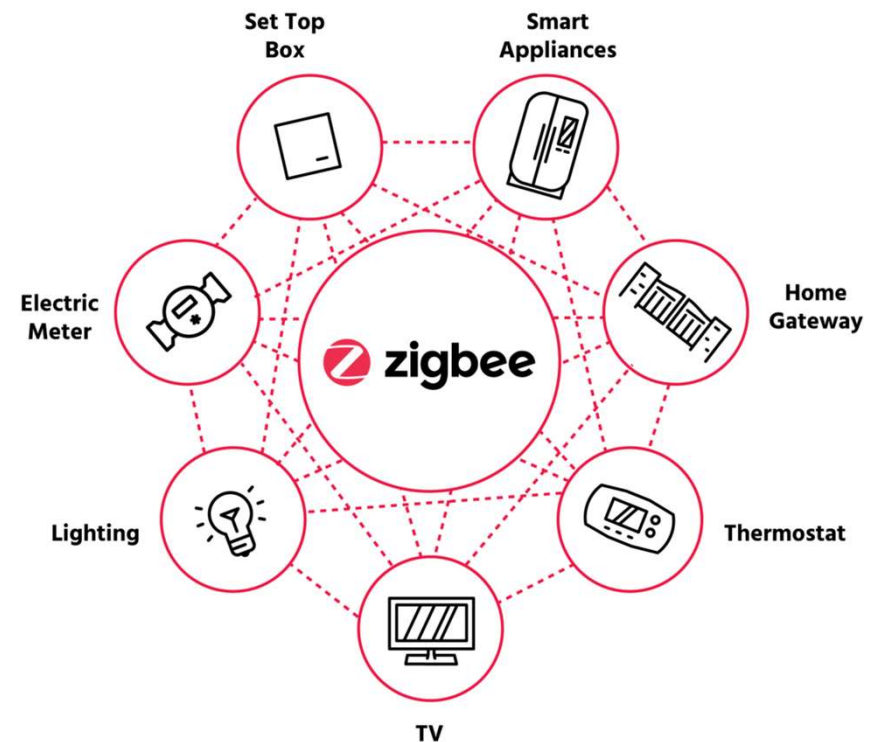 Set Top
Box
Smart
Appliances
Electric
Meter
Home
Gateway
zigbee
Lighting
Thermostat
TV